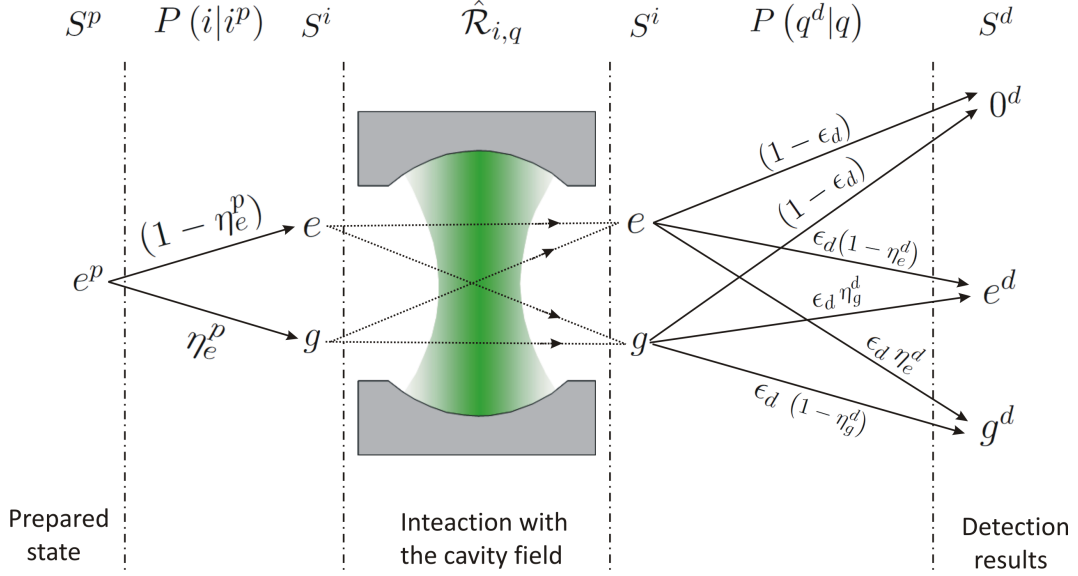 S^p P(i|i^p) S^i \hat{R}_{i,q} S^i P(q^d|q) S^d
0^d
(1 − ϵ_d)
(1 − ϵ_d)
(1 − η_e^p)
e
e
ϵ_d(1 − η_e^d)
e^p
e^d
ϵ_d η_g^d
η_e^p
g
g
ϵ_d η_e^d
ϵ_d (1 − η_g^d)
g^d
Prepared
state
Inteaction with
the cavity field
Detection
results